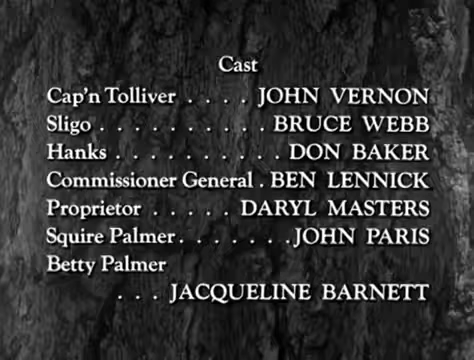 Cast
Cap'n Tolliver . . . . JOHN VERNON
Sligo . . . . . . . . . . BRUCE WEBB
Hanks . . . . . . . . . . DON BAKER
Commissioner General . BEN LENNICK
Proprietor . . . . . DARYL MASTERS
Squire Palmer . . . . . . . JOHN PARIS
Betty Palmer
. . . JACQUELINE BARNETT